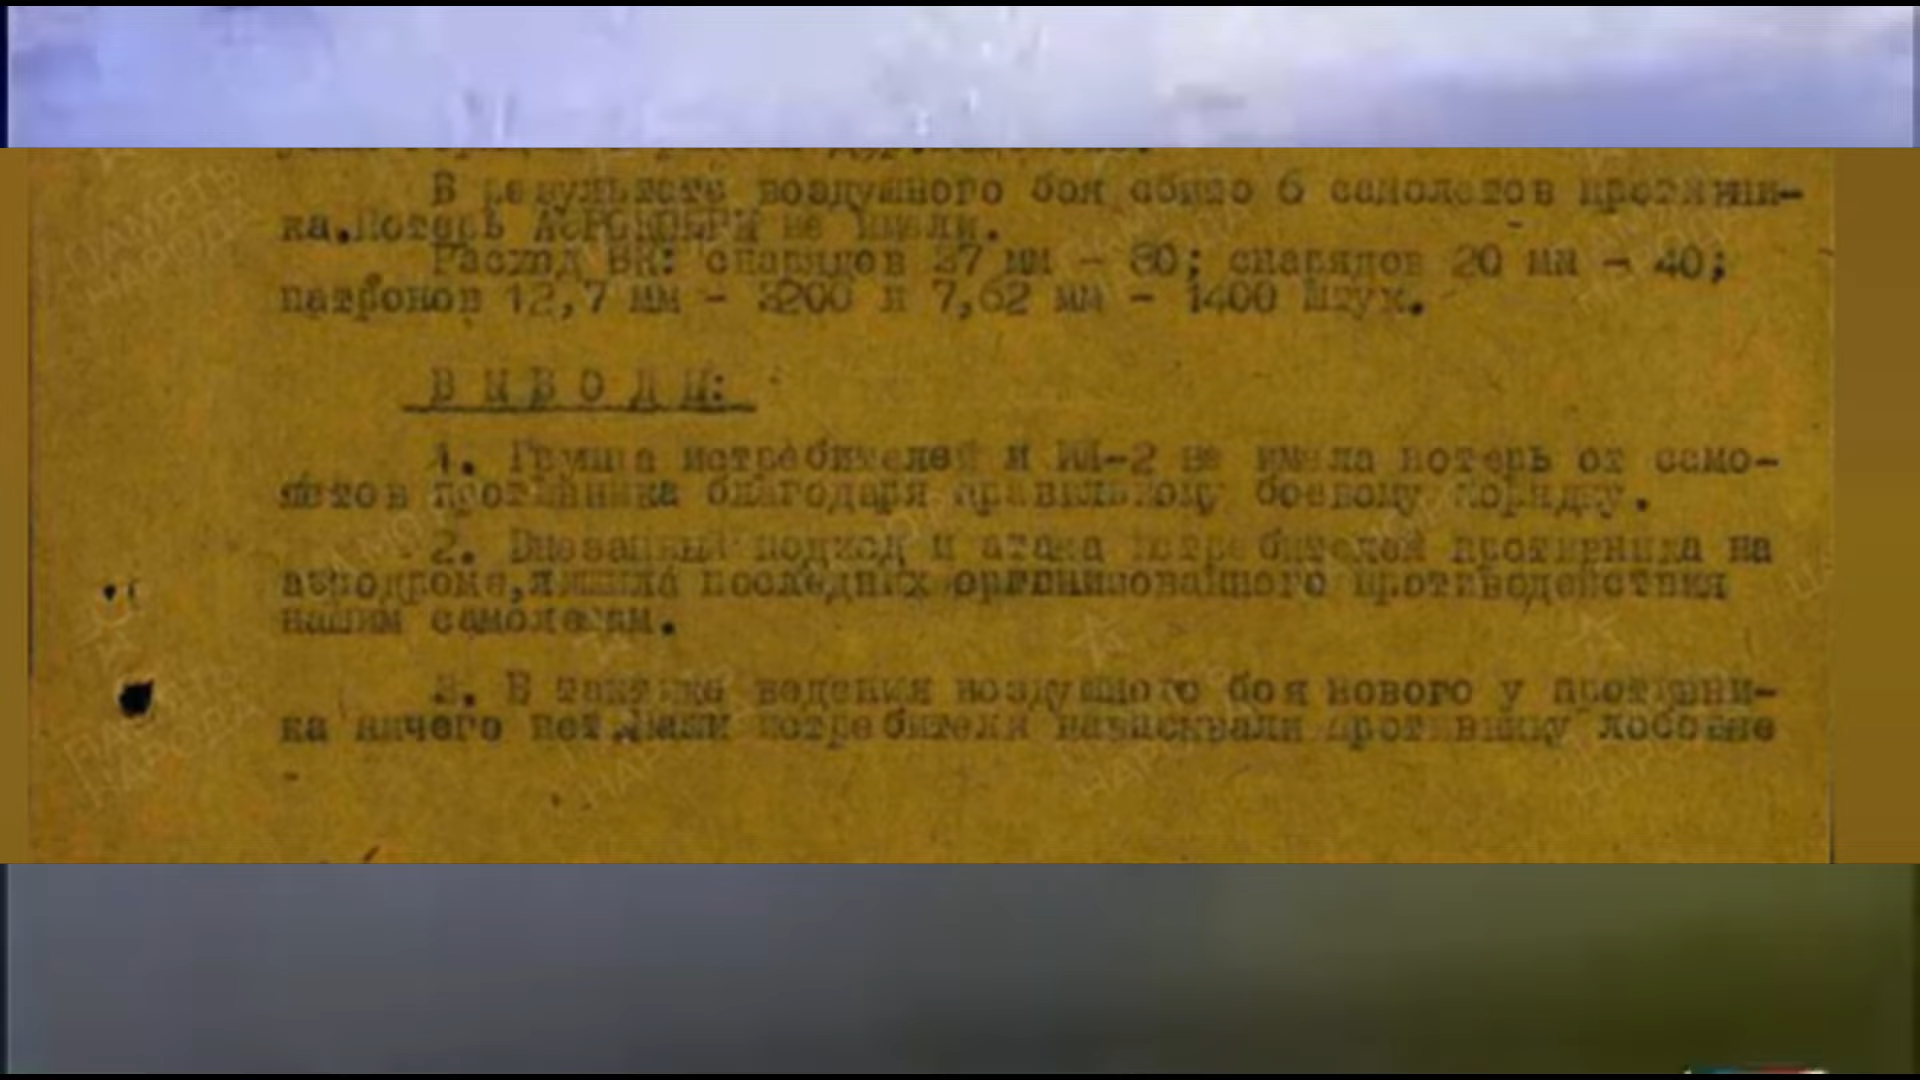 В результате воздушного боя сбито 6 самолетов противни-
ка. Потерь АЭРОКОБРЫ не имели.
Расход БК: снарядов 37 мм - 80; снарядов 20 мм - 40;
патронов 12,7 мм - 3200 и 7,62 мм - 1400 штук.
ВЫВОДЫ:
1. Группа истребителей и ИЛ-2 не имела потерь от само-
летов противника благодаря правильному боевому порядку.
2. Внезапный подход и атака истребителей противника на
аэродроме, лишила последних организованного противодействия
нашим самолетам.
3. В тактике ведения воздушного боя нового у противни-
ка ничего нет. Наши истребители навязывали противнику лобовые
ПАМЯТЬ
НАРОДА